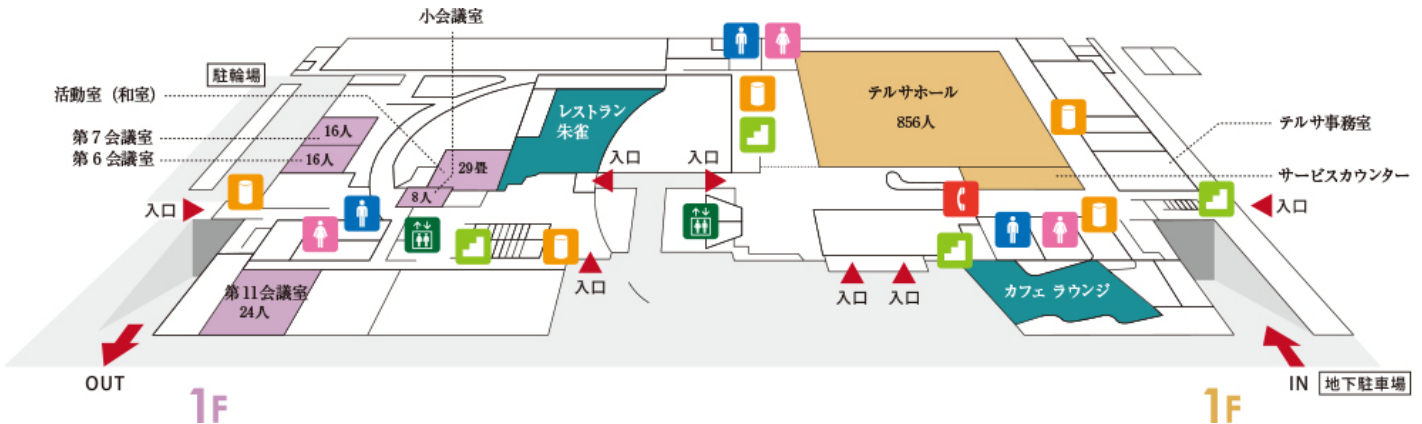 小会議室
駐輪場
活動室（和室）
第7会議室
第6会議室
16人
16人
29畳
8人
レストラン
朱雀
テルサホール
856人
テルサ事務室
サービスカウンター
入口
入口
入口
入口
入口
入口
入口
第11会議室
24人
カフェ ラウンジ
OUT
IN
地下駐車場
1F
1F